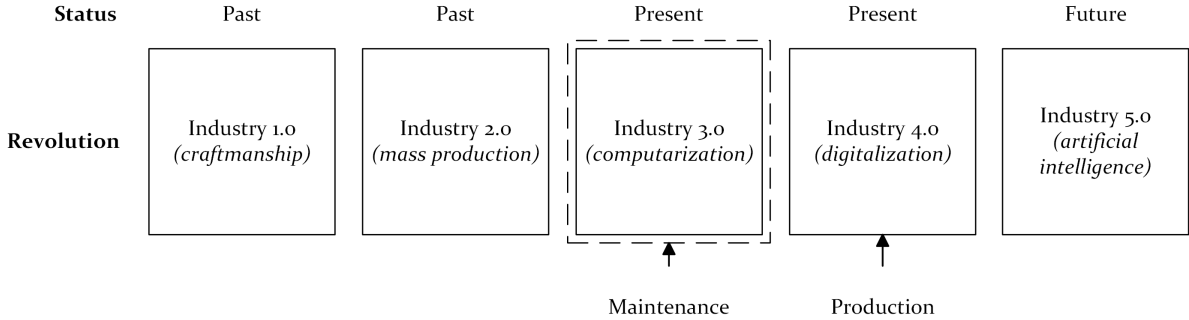 Status Past Past Present Present Future
Revolution
Industry 1.0
(craftmanship)
Industry 2.0
(mass production)
Industry 3.0
(computarization)
Industry 4.0
(digitalization)
Industry 5.0
(artificial
intelligence)
Maintenance
Production